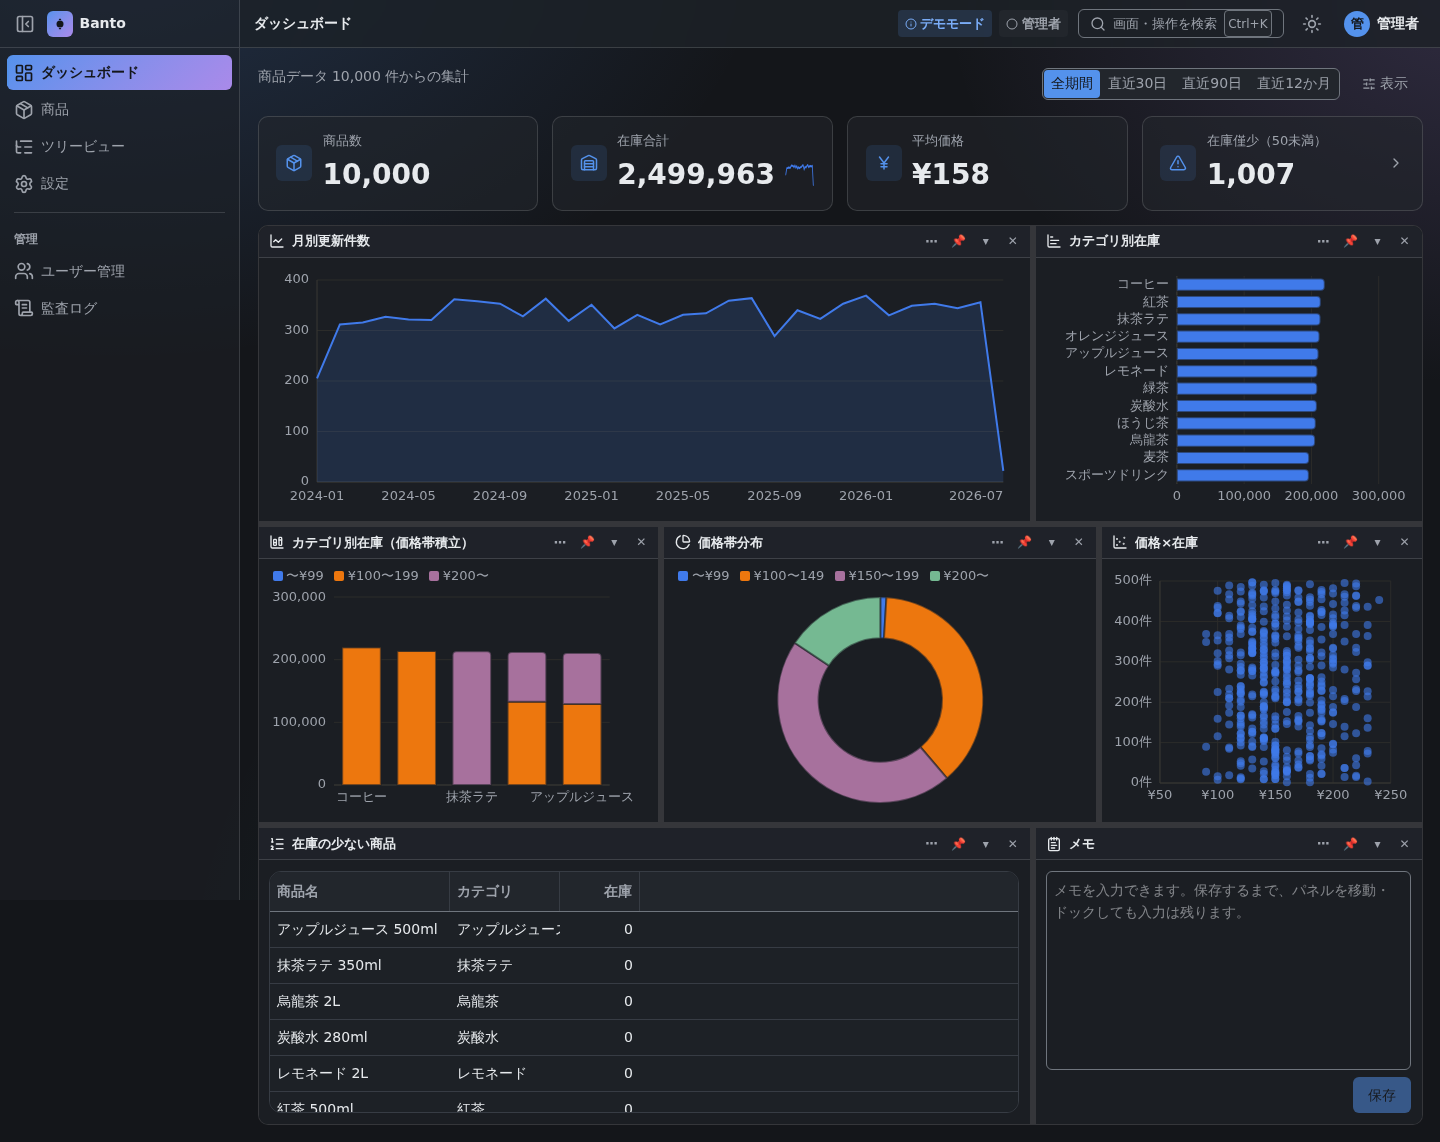 Banto
ダッシュボード
デモモード
管理者
画面・操作を検索
Ctrl+K
管
管理者
ダッシュボード
商品
ツリービュー
設定
管理
ユーザー管理
監査ログ
商品データ 10,000 件からの集計
全期間
直近30日
直近90日
直近12か月
表示
商品数
10,000
在庫合計
2,499,963
平均価格
¥158
在庫僅少（50未満）
1,007
月別更新件数
400
300
200
100
0
2024-01
2024-05
2024-09
2025-01
2025-05
2025-09
2026-01
2026-07
カテゴリ別在庫
コーヒー
紅茶
抹茶ラテ
オレンジジュース
アップルジュース
レモネード
緑茶
炭酸水
ほうじ茶
烏龍茶
麦茶
スポーツドリンク
0
100,000
200,000
300,000
カテゴリ別在庫（価格帯積立）
〜¥99
¥100〜199
¥200〜
300,000
200,000
100,000
0
コーヒー
抹茶ラテ
アップルジュース
価格帯分布
〜¥99
¥100〜149
¥150〜199
¥200〜
価格×在庫
500件
400件
300件
200件
100件
0件
¥50
¥100
¥150
¥200
¥250
在庫の少ない商品
商品名
カテゴリ
在庫
アップルジュース 500ml
アップルジュース
0
抹茶ラテ 350ml
抹茶ラテ
0
烏龍茶 2L
烏龍茶
0
炭酸水 280ml
炭酸水
0
レモネード 2L
レモネード
0
紅茶 500ml
紅茶
0
メモ
メモを入力できます。保存するまで、パネルを移動・
ドックしても入力は残ります。
保存